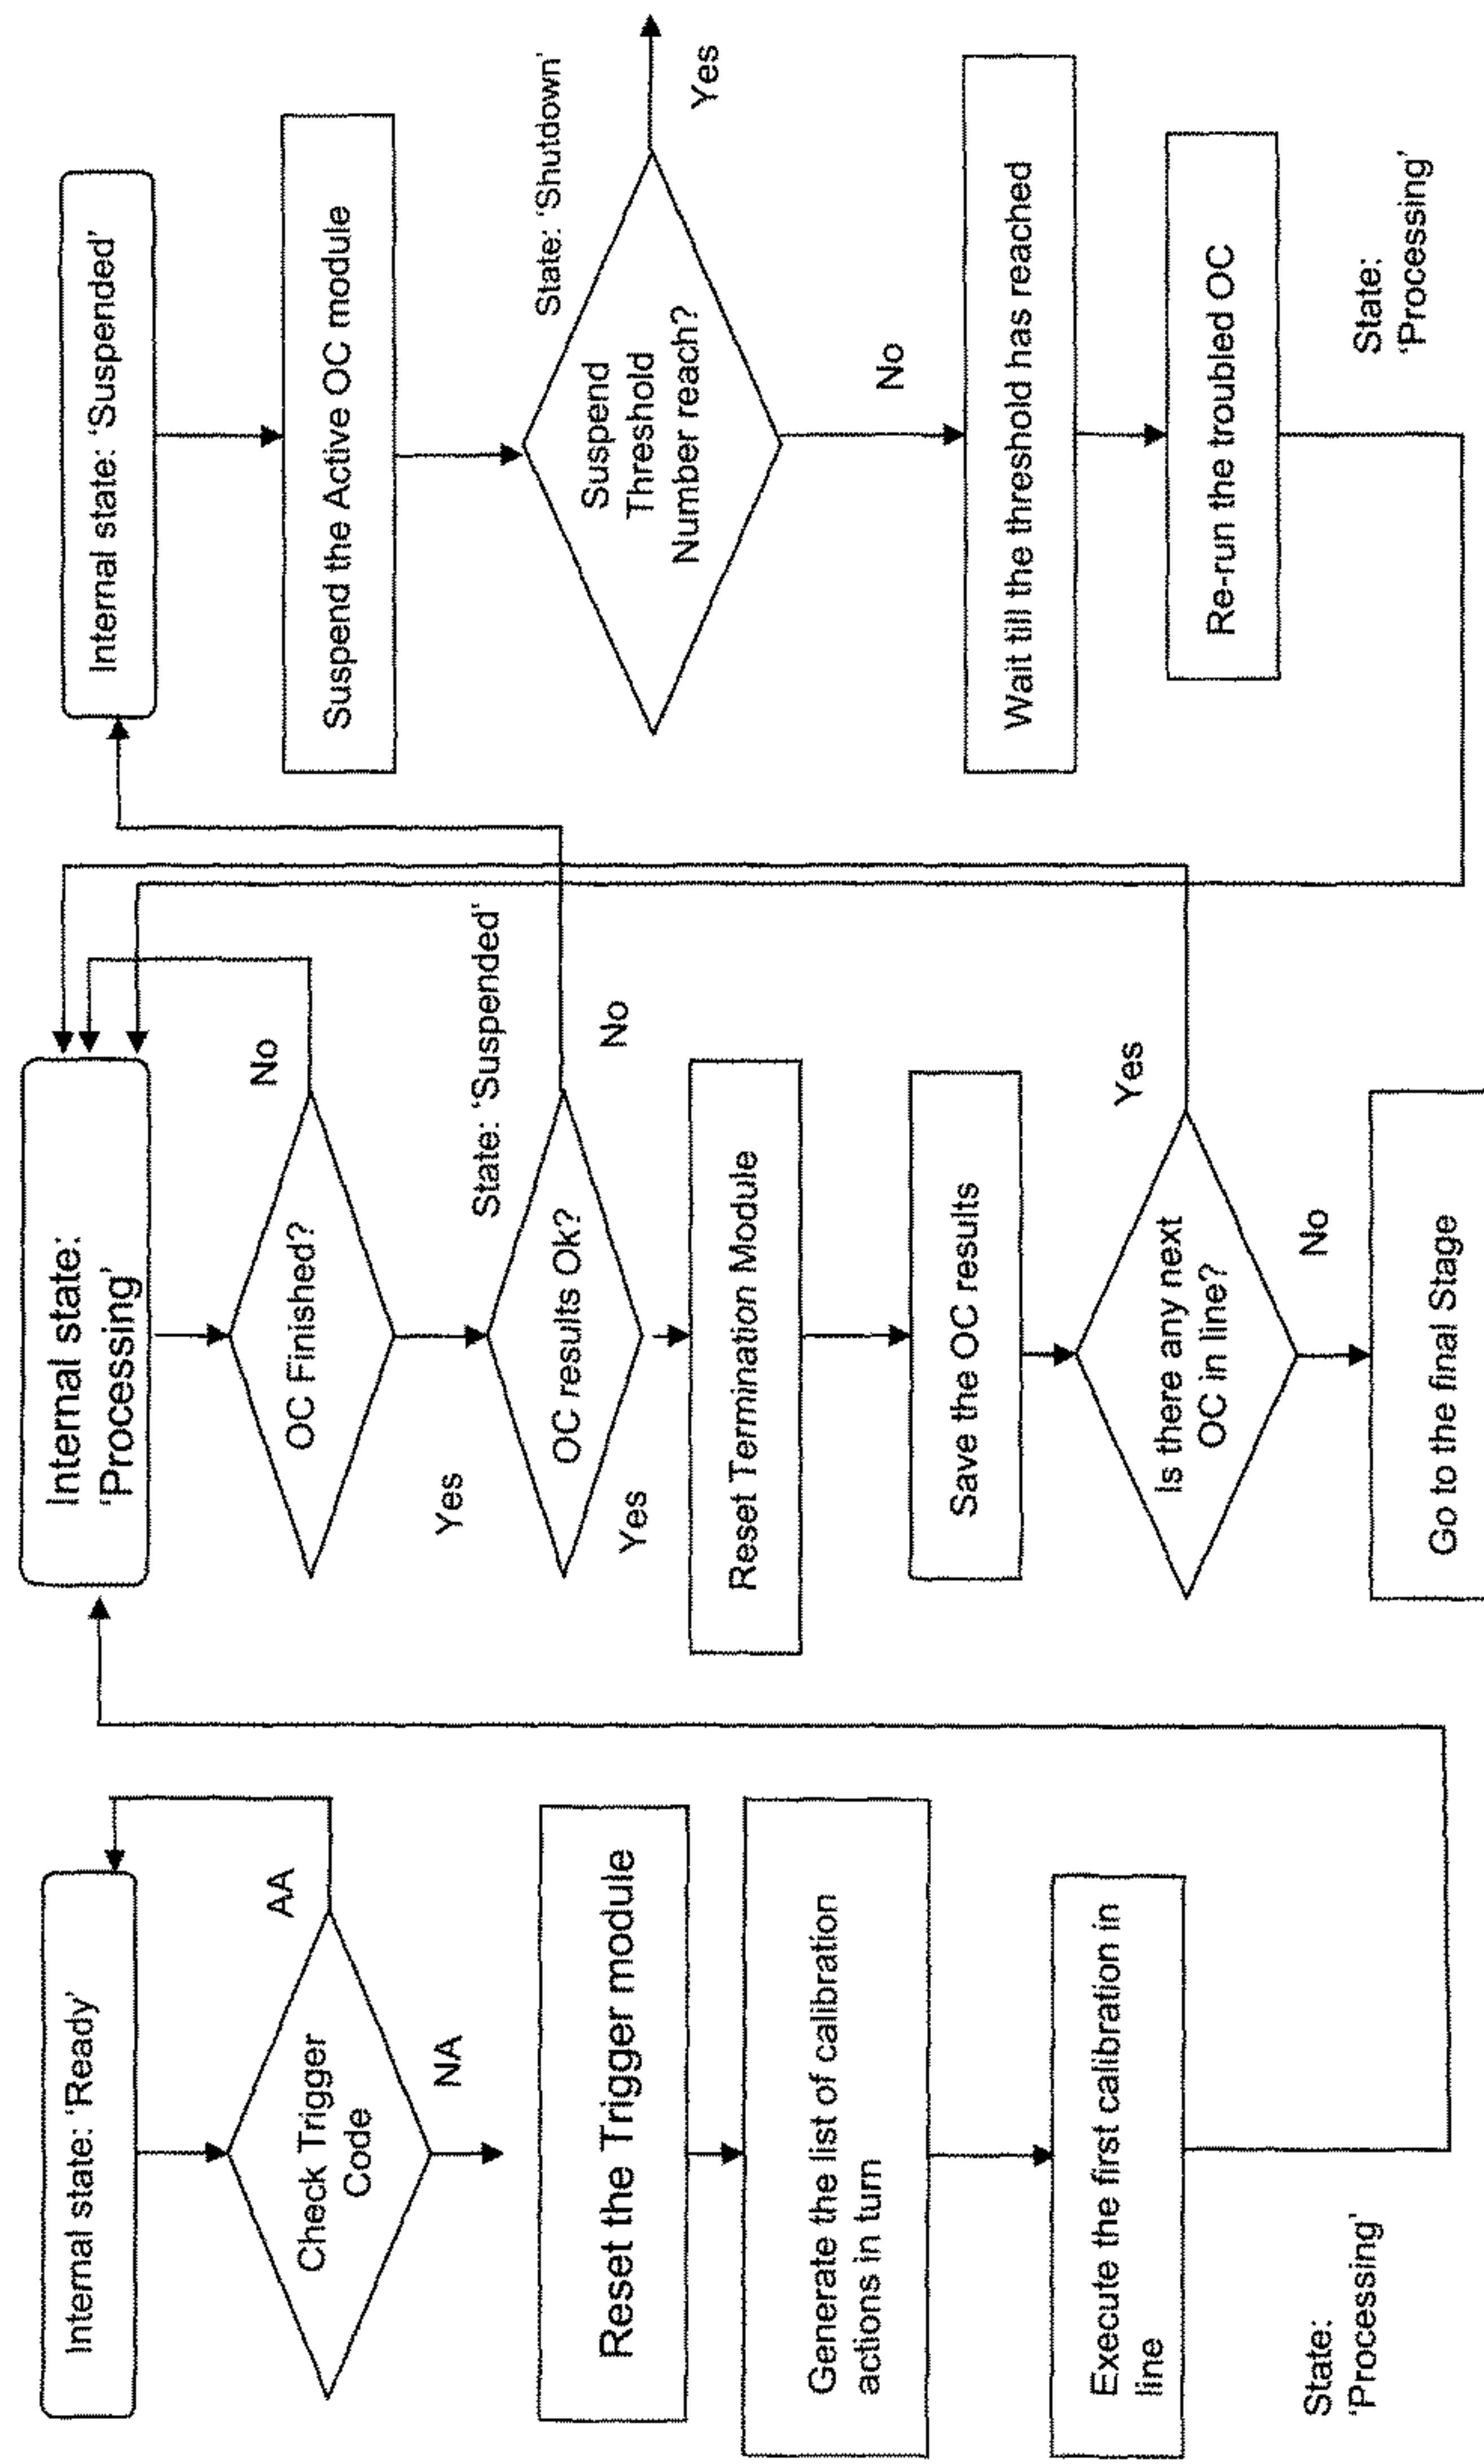 Internal state: 'Ready'
Check Trigger
Code
AA
NA
Reset the Trigger module
Generate the list of calibration
actions in turn
Execute the first calibration in
line
State:
'Processing'
Internal state:
'Processing'
OC Finished?
No
Yes
State: 'Suspended'
OC results Ok?
No
Yes
Reset Termination Module
Save the OC results
Is there any next
OC in line?
Yes
No
Go to the final Stage
Internal state: 'Suspended'
Suspend the Active OC module
State: 'Shutdown'
Suspend
Threshold
Number reach?
Yes
No
Wait till the threshold has reached
Re-run the troubled OC
State:
'Processing'